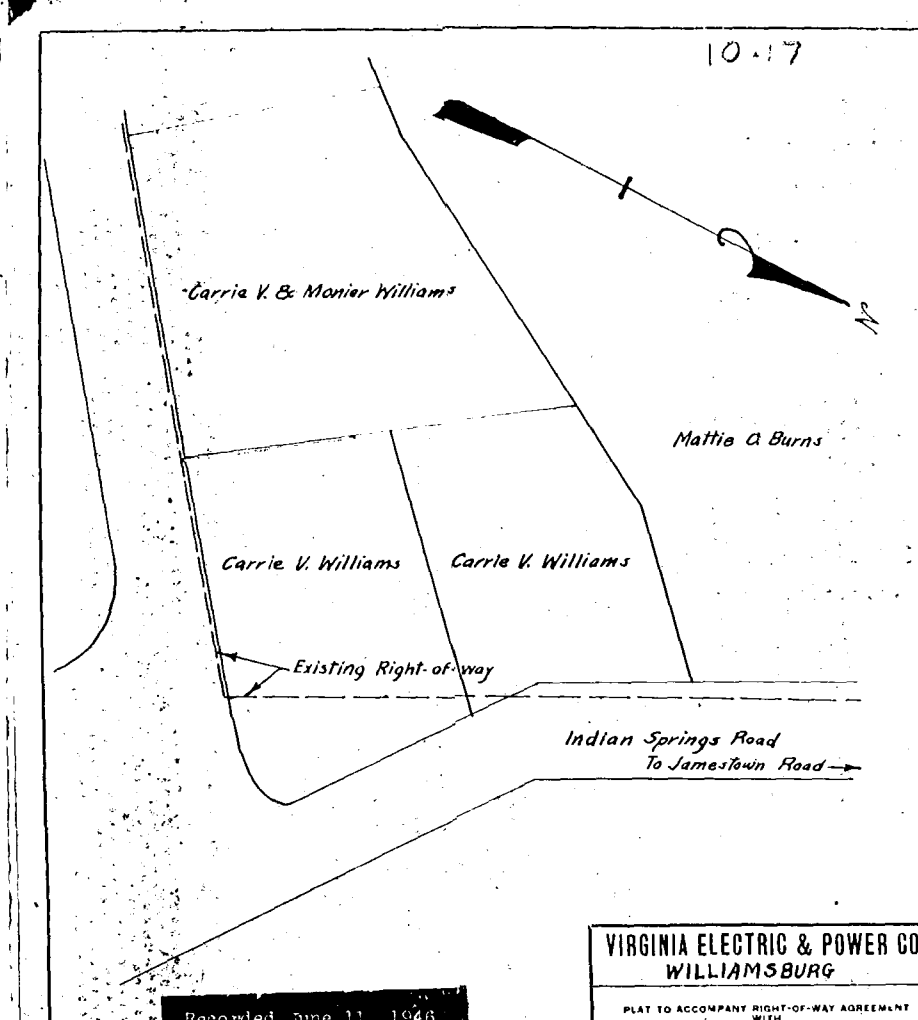 10-17
N
Carrie V. & Monier Williams
Mattie O. Burns
Carrie V. Williams
Carrie V. Williams
Existing Right-of-way
Indian Springs Road
To Jamestown Road
VIRGINIA ELECTRIC & POWER CO
WILLIAMSBURG
PLAT TO ACCOMPANY RIGHT-OF-WAY AGREEMENT
WITH
Recorded June 11, 1946